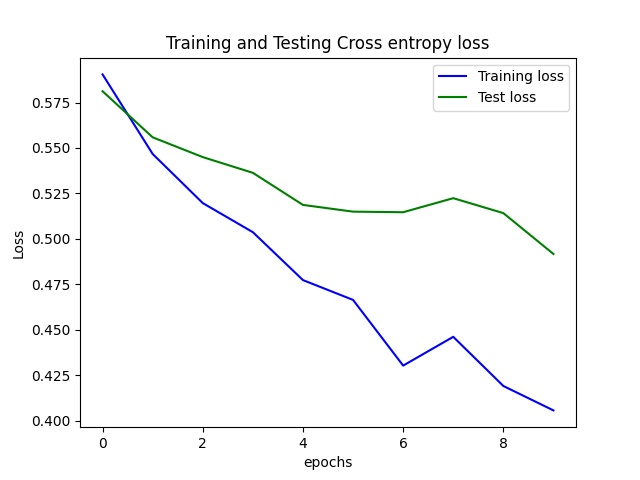 Training and Testing Cross entropy loss
Training loss
Test loss
0.575
0.550
0.525
0.500
0.475
0.450
0.425
0.400
Loss
0 2 4 6 8
epochs